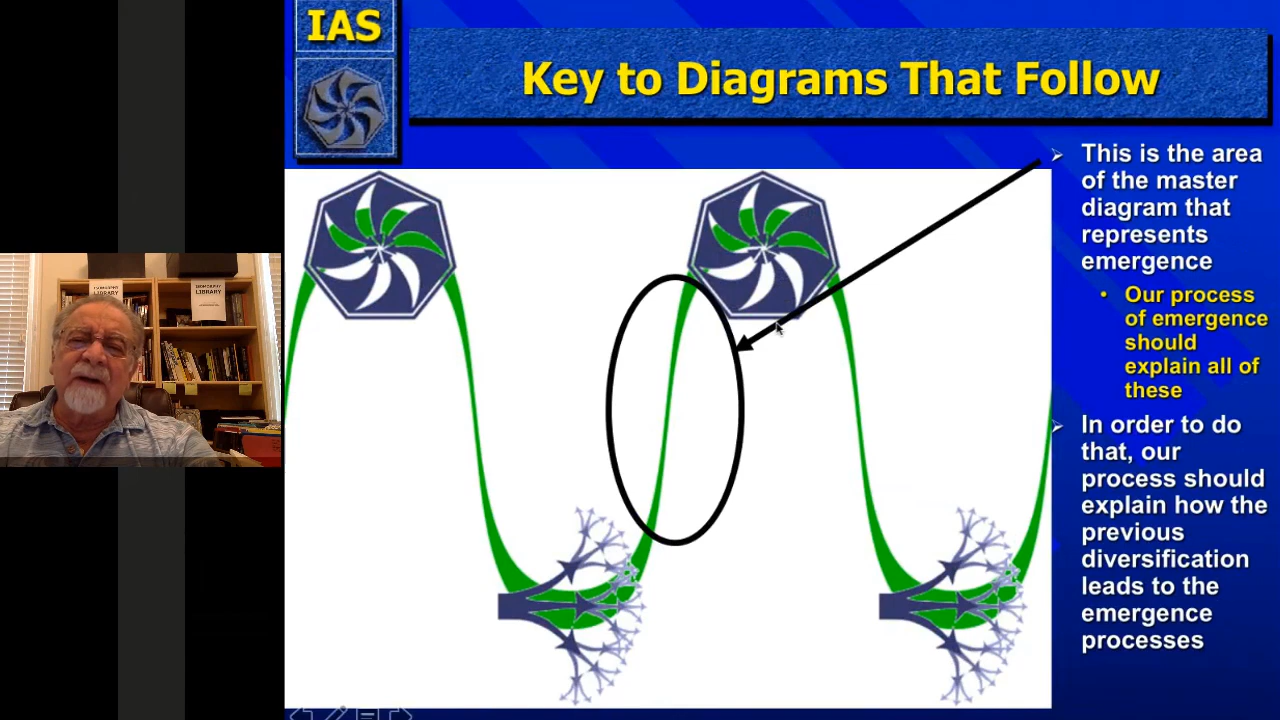 IAS
Key to Diagrams That Follow
This is the area
of the master
diagram that
represents
emergence
Our process
of emergence
should
explain all of
these
In order to do
that, our
process should
explain how the
previous
diversification
leads to the
emergence
processes
LIBRARY